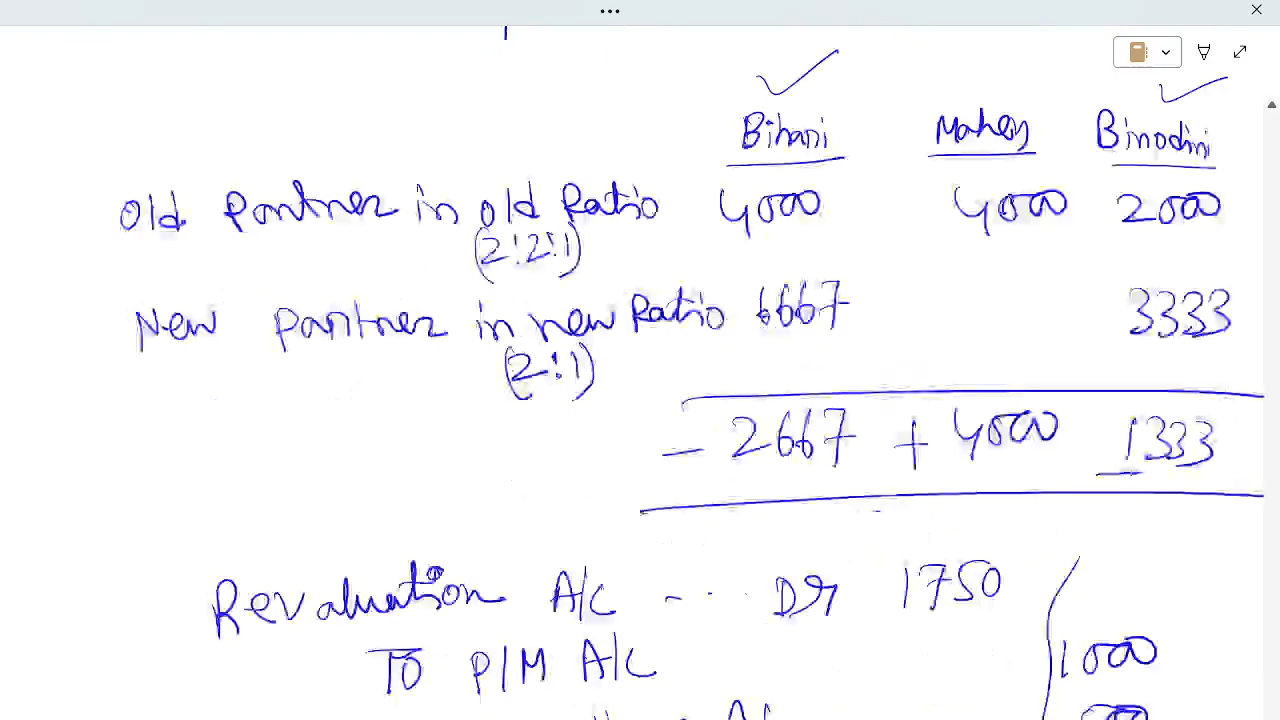 Bihari Mahesh Binodini
Old Partner in old Ratio 4000 4000 2000
(2:2:1)
New Partner in new Ratio 6667 3333
(2:1)
- 2667 + 4000 - 1333
Revaluation A/C --- Dr 1750
To P/M A/C 1000